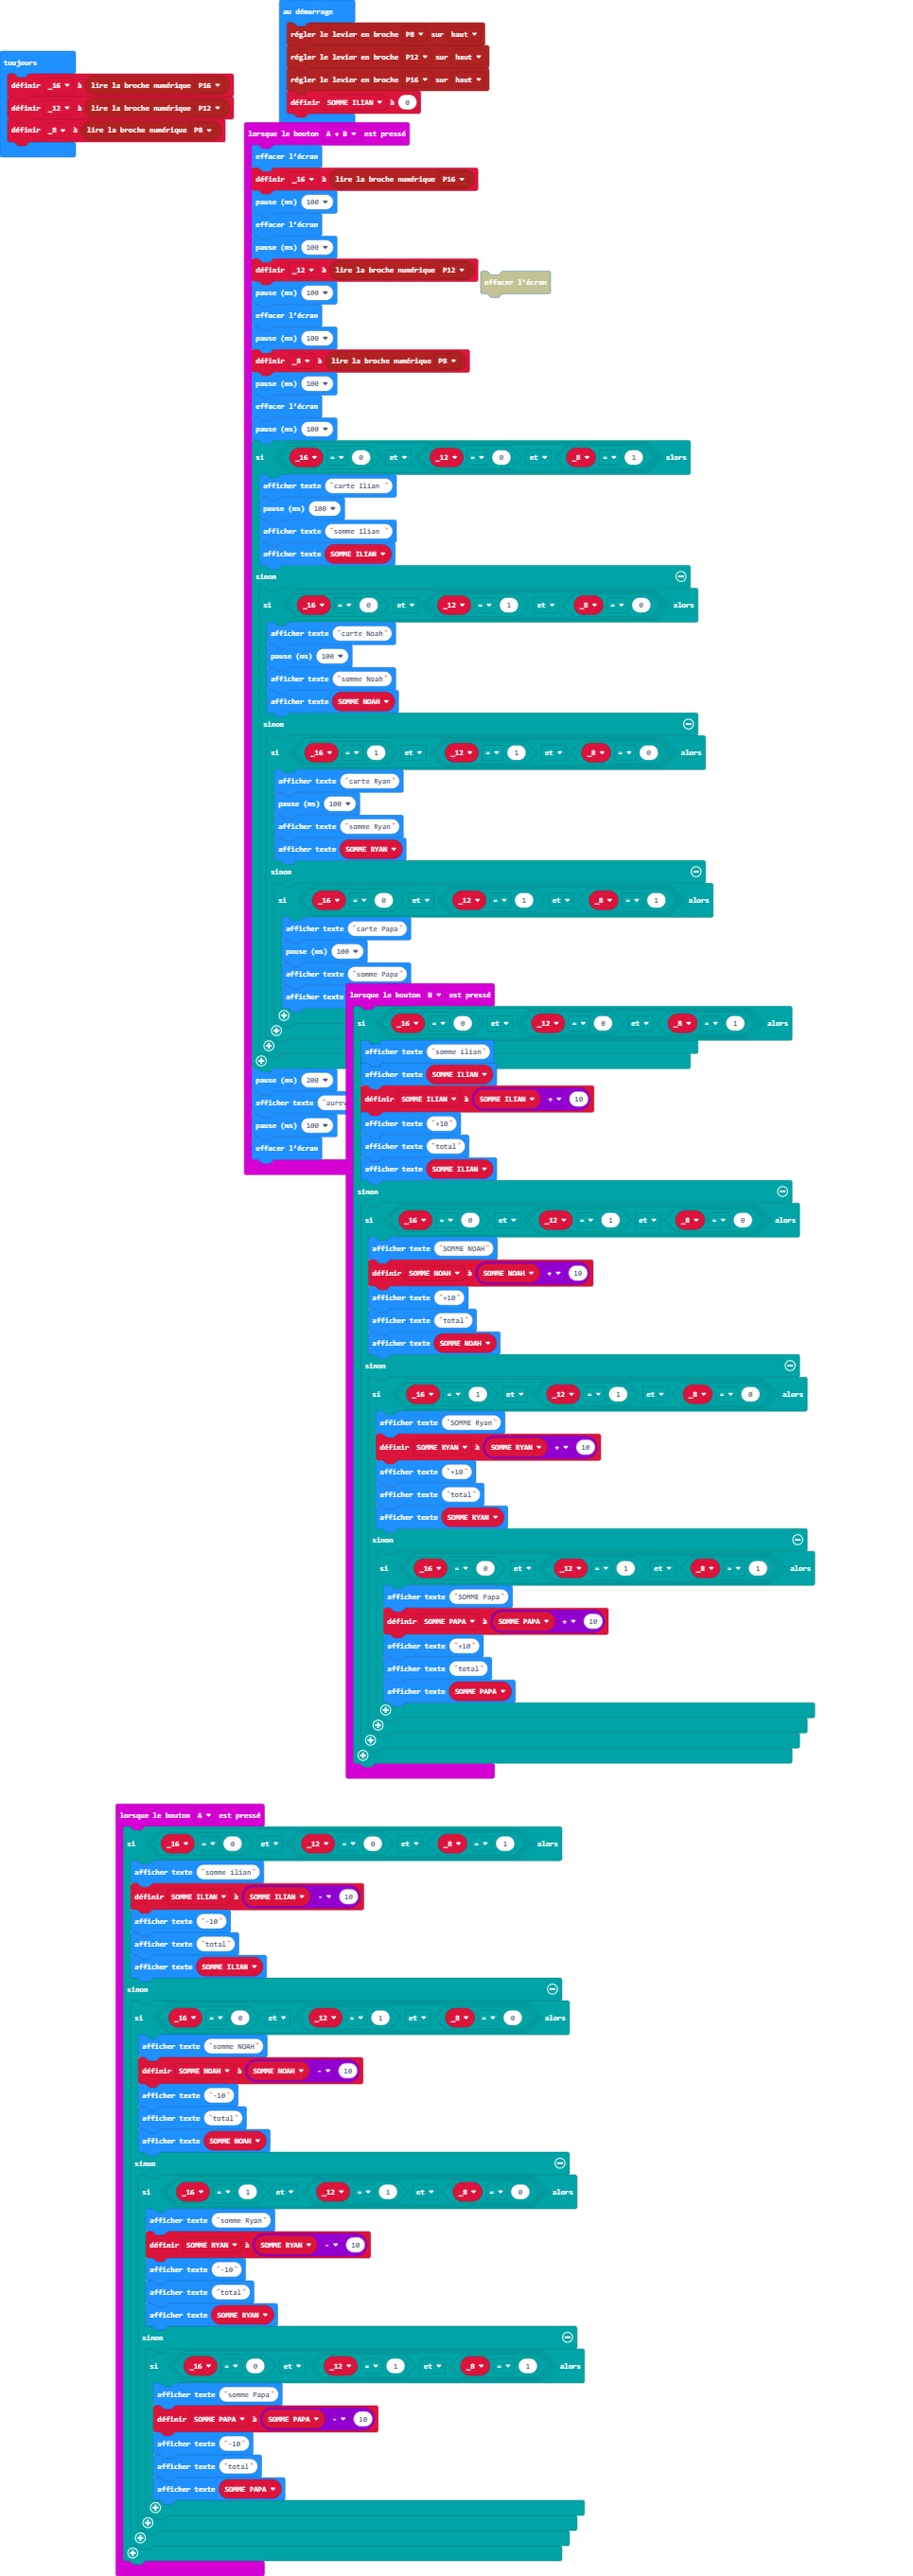 au démarrage
régler le levier en broche P8 sur haut
régler le levier en broche P12 sur haut
régler le levier en broche P16 sur haut
définir SOMME ILIAN à 0
toujours
définir _16 à lire la broche numérique P16
définir _12 à lire la broche numérique P12
définir _8 à lire la broche numérique P8
lorsque le bouton A + B est pressé
effacer l'écran
définir _16 à lire la broche numérique P16
pause (ms) 100
effacer l'écran
pause (ms) 100
définir _12 à lire la broche numérique P12
effacer l'écran
pause (ms) 100
effacer l'écran
pause (ms) 100
définir _8 à lire la broche numérique P8
pause (ms) 100
effacer l'écran
pause (ms) 100
si _16 = 0 et _12 = 0 et _8 = 1 alors
afficher texte "carte Ilian "
pause (ms) 100
afficher texte "somme Ilian "
afficher texte SOMME ILIAN
sinon
si _16 = 0 et _12 = 1 et _8 = 0 alors
afficher texte "carte Noah"
pause (ms) 100
afficher texte "somme Noah"
afficher texte SOMME NOAH
sinon
si _16 = 1 et _12 = 1 et _8 = 0 alors
afficher texte "carte Ryan"
pause (ms) 100
afficher texte "somme Ryan"
afficher texte SOMME RYAN
sinon
si _16 = 0 et _12 = 1 et _8 = 1 alors
afficher texte "carte Papa"
pause (ms) 100
afficher texte "somme Papa"
afficher texte
pause (ms) 200
afficher texte "aurev
pause (ms) 100
effacer l'écran
lorsque le bouton B est pressé
si _16 = 0 et _12 = 0 et _8 = 1 alors
afficher texte "somme ilian"
afficher texte SOMME ILIAN
définir SOMME ILIAN à SOMME ILIAN + 10
afficher texte "+10"
afficher texte "total"
afficher texte SOMME ILIAN
sinon
si _16 = 0 et _12 = 1 et _8 = 0 alors
afficher texte "SOMME NOAH"
définir SOMME NOAH à SOMME NOAH + 10
afficher texte "+10"
afficher texte "total"
afficher texte SOMME NOAH
sinon
si _16 = 1 et _12 = 1 et _8 = 0 alors
afficher texte "SOMME Ryan"
définir SOMME RYAN à SOMME RYAN + 10
afficher texte "+10"
afficher texte "total"
afficher texte SOMME RYAN
sinon
si _16 = 0 et _12 = 1 et _8 = 1 alors
afficher texte "SOMME Papa"
définir SOMME PAPA à SOMME PAPA + 10
afficher texte "+10"
afficher texte "total"
afficher texte SOMME PAPA
lorsque le bouton A est pressé
si _16 = 0 et _12 = 0 et _8 = 1 alors
afficher texte "somme ilian"
définir SOMME ILIAN à SOMME ILIAN - 10
afficher texte "-10"
afficher texte "total"
afficher texte SOMME ILIAN
sinon
si _16 = 0 et _12 = 1 et _8 = 0 alors
afficher texte "somme NOAH"
définir SOMME NOAH à SOMME NOAH - 10
afficher texte "-10"
afficher texte "total"
afficher texte SOMME NOAH
sinon
si _16 = 1 et _12 = 1 et _8 = 0 alors
afficher texte "somme Ryan"
définir SOMME RYAN à SOMME RYAN - 10
afficher texte "-10"
afficher texte "total"
afficher texte SOMME RYAN
sinon
si _16 = 0 et _12 = 1 et _8 = 1 alors
afficher texte "somme Papa"
définir SOMME PAPA à SOMME PAPA - 10
afficher texte "-10"
afficher texte "total"
afficher texte SOMME PAPA